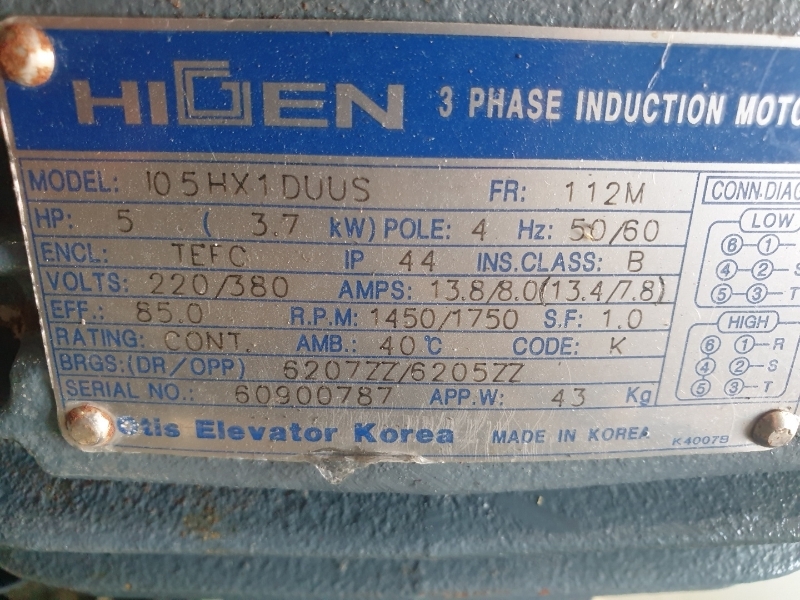 HIGEN 3 PHASE INDUCTION MOTO
MODEL: 105HX1DUUS FR: 112M
HP: 5 ( 3.7 kW) POLE: 4 Hz: 50/60
ENCL: TEFC IP 44 INS.CLASS: B
VOLTS: 220/380 AMPS: 13.8/8.0(13.4/7.8)
EFF.: 85.0 R.P.M: 1450/1750 S.F: 1.0
RATING: CONT. AMB.: 40℃ CODE: K
BRGS:(DR/OPP) 6207ZZ/6205ZZ
SERIAL NO.: 60900787 APP.W: 43 Kg
Otis Elevator Korea MADE IN KOREA K4007B
CONN.DIAG
LOW
⑥-①-
④-②-S
⑤-③-T
HIGH
⑥ ①-R
④ ②-S
⑤ ③-T